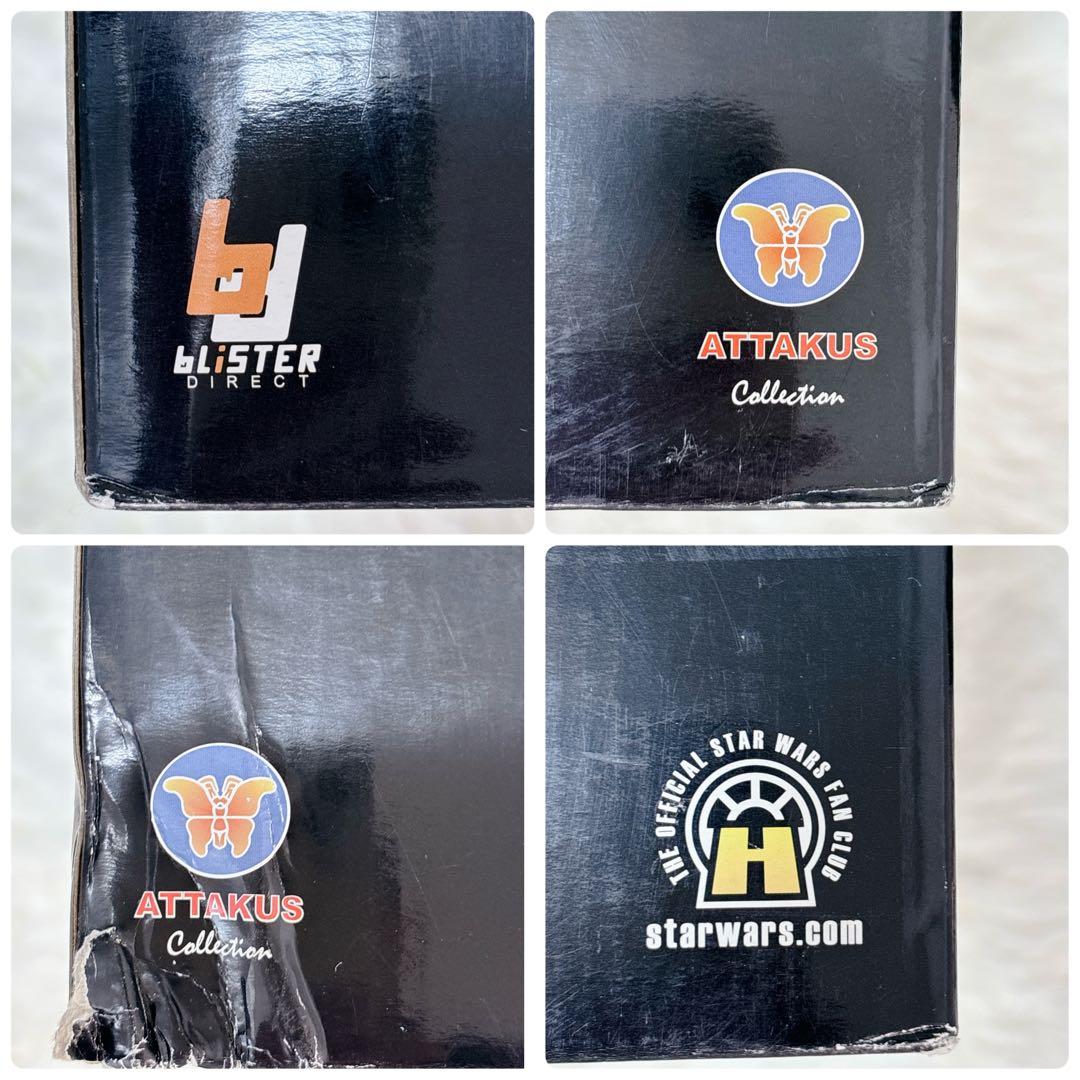 bLiSTER
DIRECT
ATTAKUS
Collection
ATTAKUS
Collection
THE OFFICIAL STAR WARS FAN CLUB
starwars.com